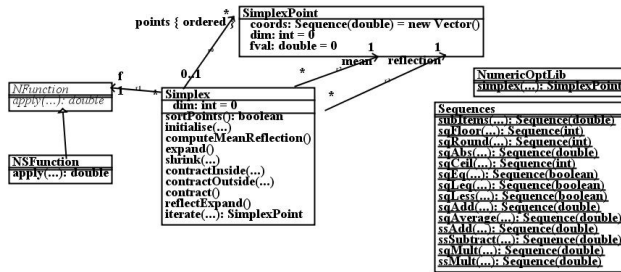 points { ordered}
*
SimplexPoint
coords: Sequence(double) = new Vector()
dim: int = 0
fval: double = 0
1
1
mean
reflection
*
*
0..1
f
1
*
NFunction
apply(...): double
NSFunction
apply(...): double
Simplex
dim: int = 0
sortPoints(): boolean
initialise(...)
computeMeanReflection()
expand()
shrink(...)
contractInside(...)
contractOutside(...)
contract()
reflectExpand()
iterate(...): SimplexPoint
NumericOptLib
simplex(...): SimplexPoint
Sequences
subItems(...): Sequence(double)
sqFloor(...): Sequence(int)
sqRound(...): Sequence(int)
sqAbs(...): Sequence(double)
sqCeil(...): Sequence(int)
sqEq(...): Sequence(boolean)
sqLeq(...): Sequence(boolean)
sqLess(...): Sequence(boolean)
sqAdd(...): Sequence(double)
sqAverage(...): Sequence(double)
ssAdd(...): Sequence(double)
ssSubtract(...): Sequence(double)
sqMult(...): Sequence(double)
ssMult(...): Sequence(double)